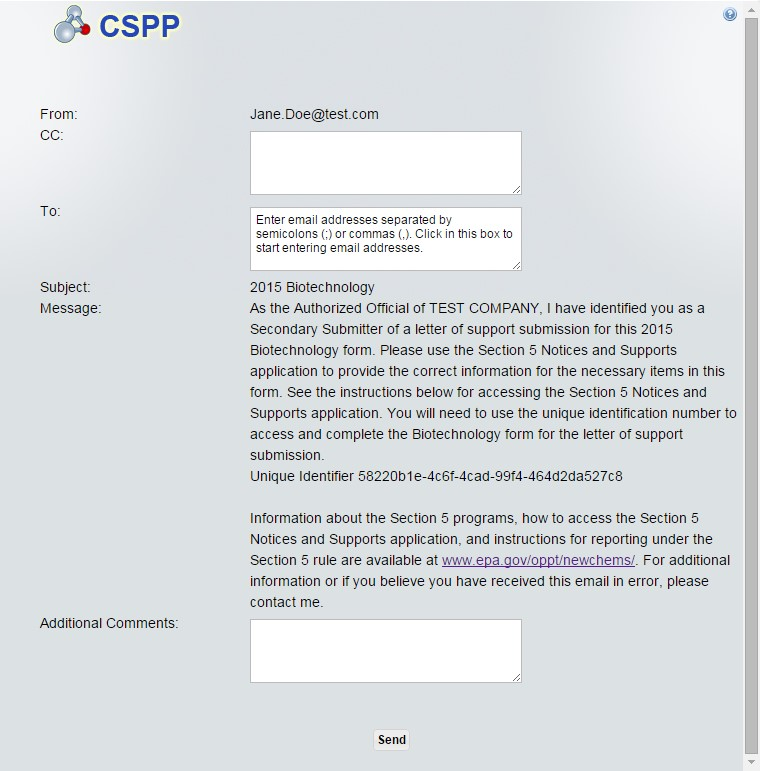 CSPP
?
From: Jane.Doe@test.com
CC:
To: Enter email addresses separated by
semicolons (;) or commas (,). Click in this box to
start entering email addresses.
Subject: 2015 Biotechnology
Message: As the Authorized Official of TEST COMPANY, I have identified you as a
Secondary Submitter of a letter of support submission for this 2015
Biotechnology form. Please use the Section 5 Notices and Supports
application to provide the correct information for the necessary items in this
form. See the instructions below for accessing the Section 5 Notices and
Supports application. You will need to use the unique identification number to
access and complete the Biotechnology form for the letter of support
submission.
Unique Identifier 58220b1e-4c6f-4cad-99f4-464d2da527c8
Information about the Section 5 programs, how to access the Section 5
Notices and Supports application, and instructions for reporting under the
Section 5 rule are available at www.epa.gov/oppt/newchems/. For additional
information or if you believe you have received this email in error, please
contact me.
Additional Comments:
Send